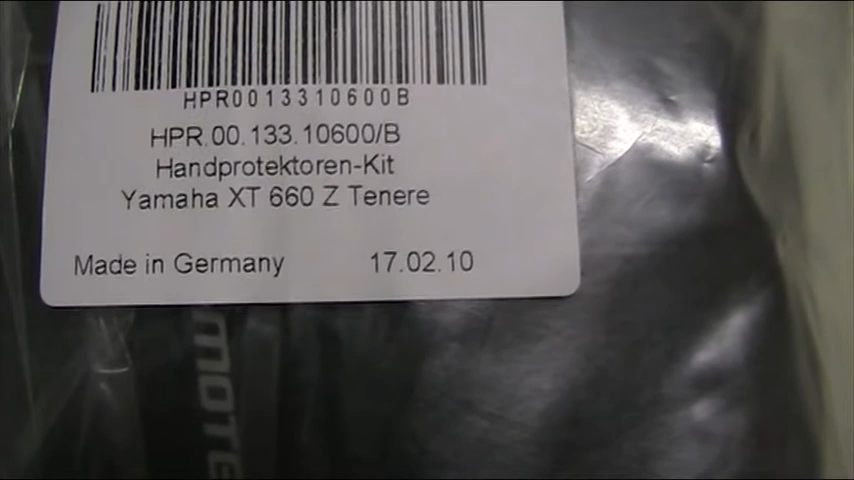 HPR0013310600B
HPR.00.133.10600/B
Handprotektoren-Kit
Yamaha XT 660 Z Tenere
Made in Germany 17.02.10